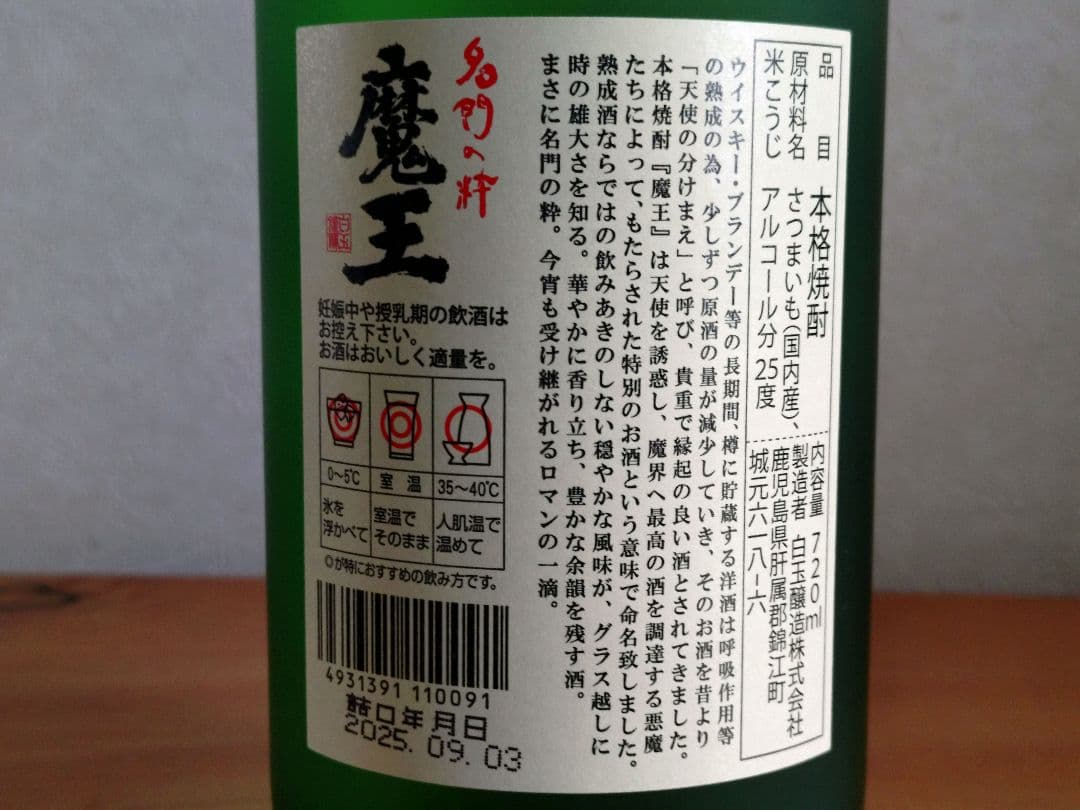 品目 本格焼酎
原材料名 さつまいも(国内産)、
米こうじ アルコール分 25度
内容量 720ml
製造者 白玉醸造株式会社
鹿児島県肝属郡錦江町
城元六一八-六
ウイスキー・ブランデー等の長期間、樽に貯蔵する洋酒は呼吸作用等
の熟成の為、少しずつ原酒の量が減少していき、そのお酒を昔より
「天使の分けまえ」と呼び、貴重で縁起の良い酒とされてきました。
本格焼酎『魔王』は天使を誘惑し、魔界へ最高の酒を調達する悪魔
たちによって、もたらされた特別のお酒という意味で命名致しました。
熟成酒ならではの飲みあきのしない穏やかな風味が、グラス越しに
時の雄大さを知る。華やかに香り立ち、豊かな余韻を残す酒。
まさに名門の粋。今宵も受け継がれるロマンの一滴。
名門の粋
魔王
妊娠中や授乳期の飲酒は
お控え下さい。
お酒はおいしく適量を。
0〜5℃
室温
35〜40℃
氷を
浮かべて
室温で
そのまま
人肌温で
温めて
◎が特におすすめの飲み方です。
4931391 110091
詰口年月日
2025. 09. 03